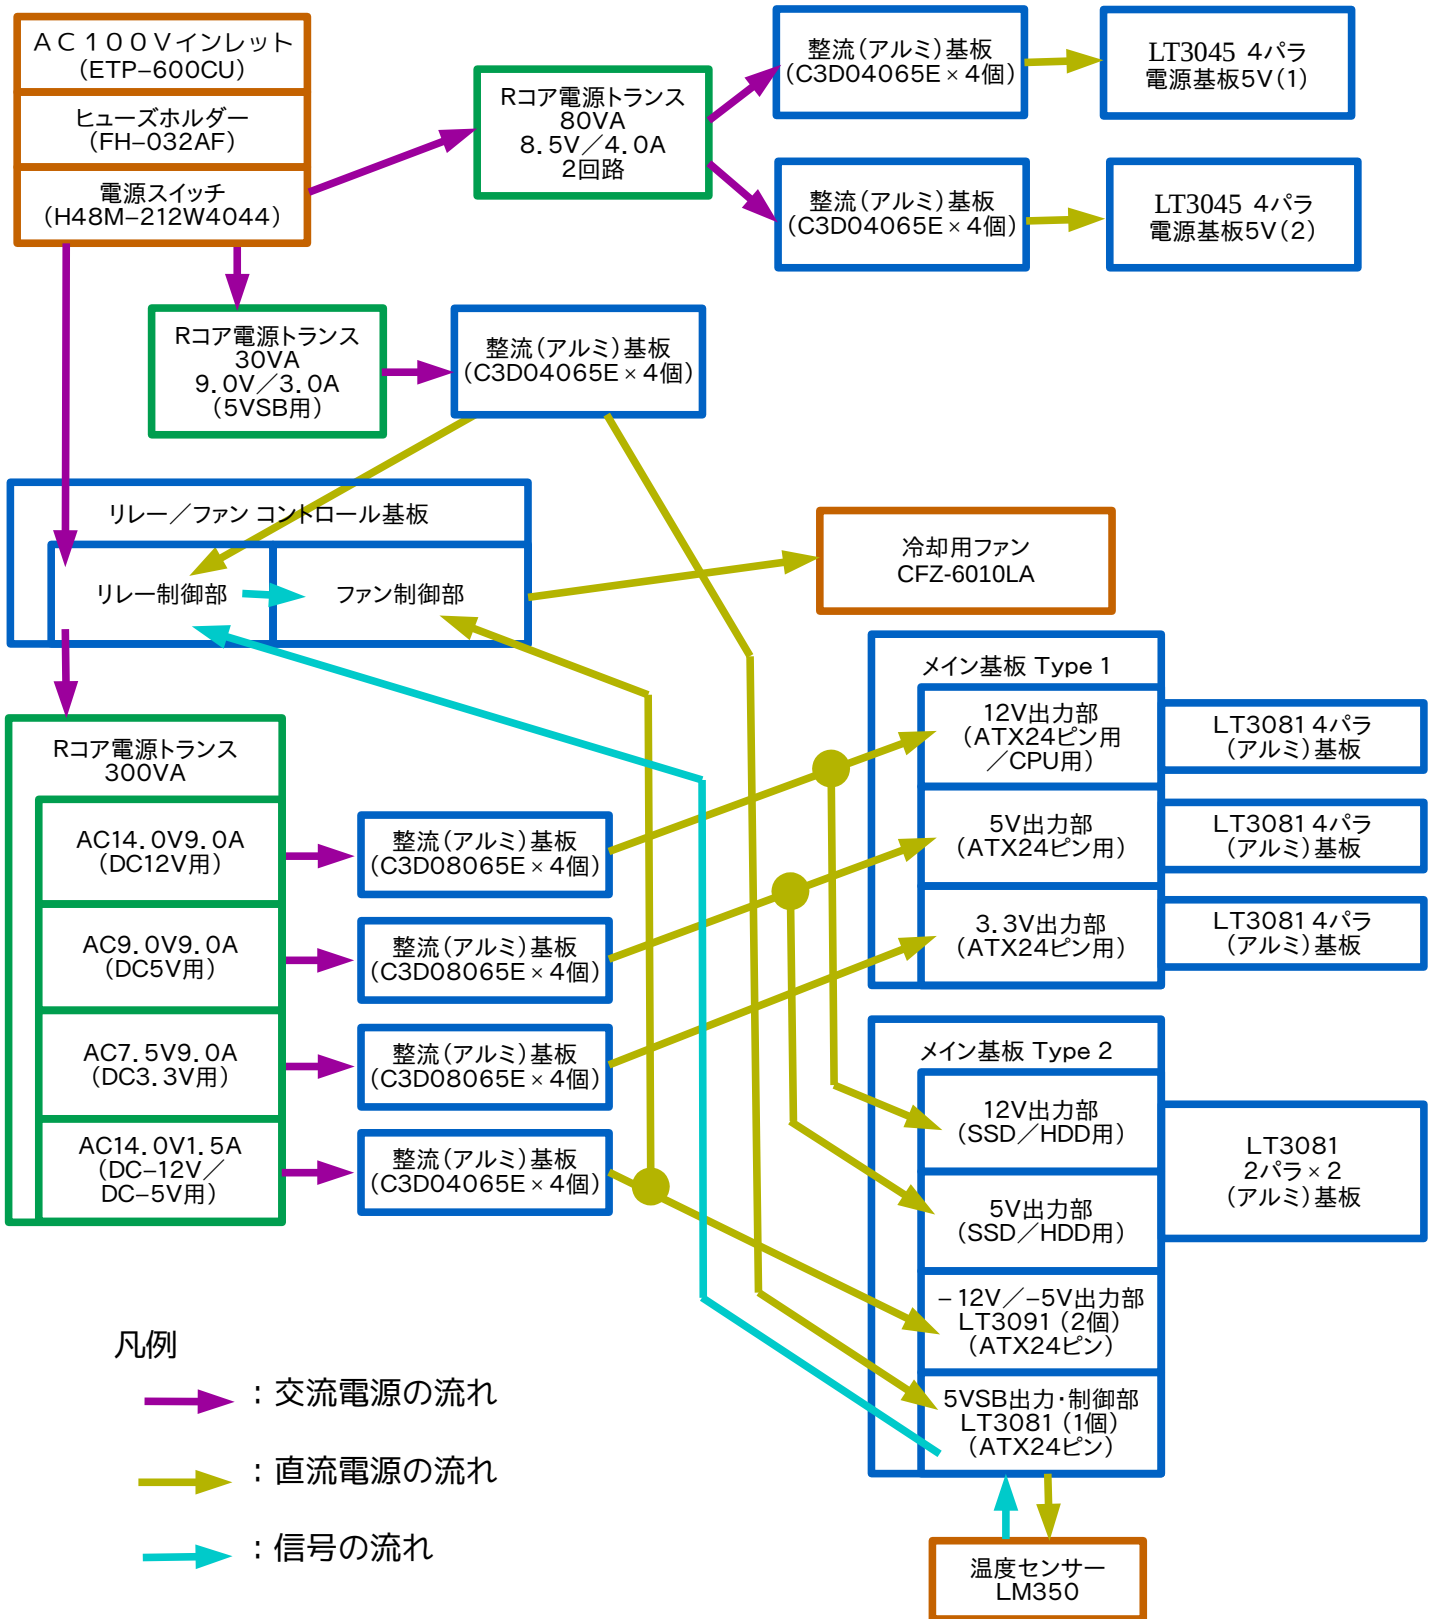 AC100Vインレット
(ETP-600CU)
ヒューズホルダー
(FH-032AF)
電源スイッチ
(H48M-212W4044)
Rコア電源トランス
80VA
8.5V/4.0A
2回路
整流(アルミ)基板
(C3D04065E×4個)
LT3045 4パラ
電源基板5V(1)
整流(アルミ)基板
(C3D04065E×4個)
LT3045 4パラ
電源基板5V(2)
Rコア電源トランス
30VA
9.0V/3.0A
(5VSB用)
整流(アルミ)基板
(C3D04065E×4個)
リレー/ファン コントロール基板
リレー制御部
ファン制御部
冷却用ファン
CFZ-6010LA
Rコア電源トランス
300VA
AC14.0V9.0A
(DC12V用)
AC9.0V9.0A
(DC5V用)
AC7.5V9.0A
(DC3.3V用)
AC14.0V1.5A
(DC-12V/
DC-5V用)
整流(アルミ)基板
(C3D08065E×4個)
整流(アルミ)基板
(C3D08065E×4個)
整流(アルミ)基板
(C3D08065E×4個)
整流(アルミ)基板
(C3D04065E×4個)
メイン基板 Type 1
12V出力部
(ATX24ピン用
/CPU用)
LT3081 4パラ
(アルミ)基板
5V出力部
(ATX24ピン用)
LT3081 4パラ
(アルミ)基板
3.3V出力部
(ATX24ピン用)
LT3081 4パラ
(アルミ)基板
メイン基板 Type 2
12V出力部
(SSD/HDD用)
5V出力部
(SSD/HDD用)
LT3081
2パラ×2
(アルミ)基板
-12V/-5V出力部
LT3091(2個)
(ATX24ピン)
5VSB出力・制御部
LT3081(1個)
(ATX24ピン)
温度センサー
LM350
凡例
:交流電源の流れ
:直流電源の流れ
:信号の流れ